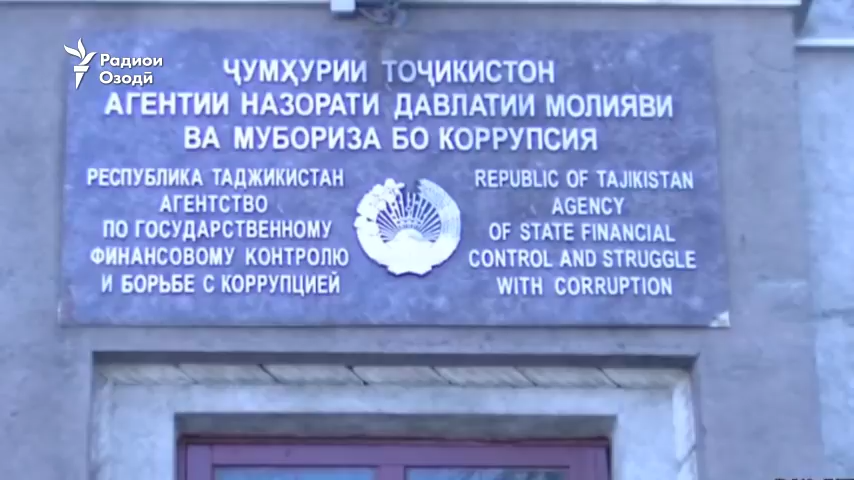 Радиои
Озодӣ
ҶУМҲУРИИ ТОҶИКИСТОН
АГЕНТИИ НАЗОРАТИ ДАВЛАТИИ МОЛИЯВИ
ВА МУБОРИЗА БО КОРРУПСИЯ
РЕСПУБЛИКА ТАДЖИКИСТАН
АГЕНТСТВО
ПО ГОСУДАРСТВЕННОМУ
ФИНАНСОВОМУ КОНТРОЛЮ
И БОРЬБЕ С КОРРУПЦИЕЙ
REPUBLIC OF TAJIKISTAN
AGENCY
OF STATE FINANCIAL
CONTROL AND STRUGGLE
WITH CORRUPTION